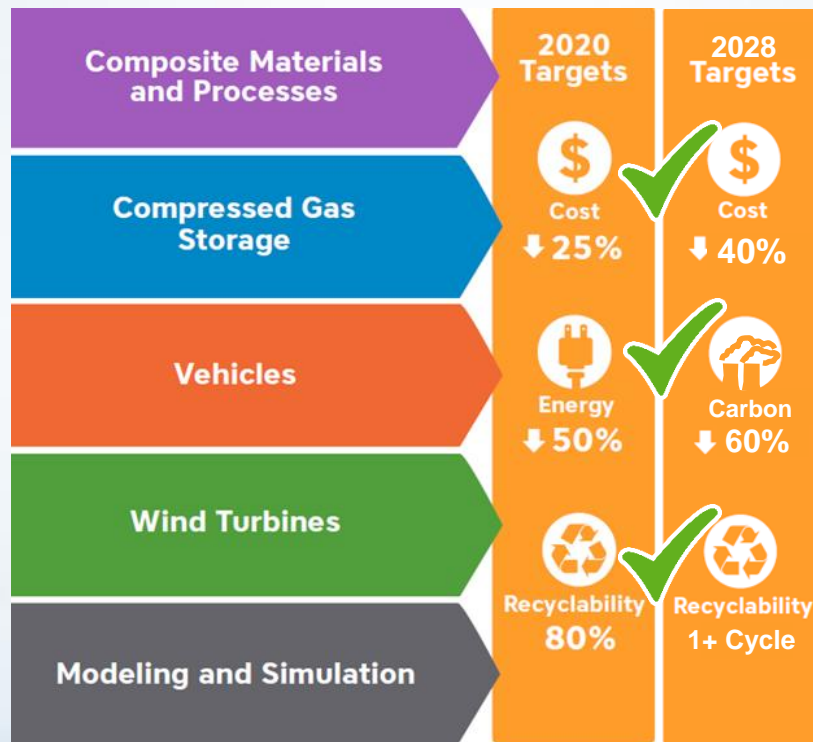 Composite Materials
and Processes
Compressed Gas
Storage
Vehicles
Wind Turbines
Modeling and Simulation
2020
Targets
$
Cost
25%
Energy
50%
Recyclability
80%
2028
Targets
$
Cost
40%
Carbon
60%
Recyclability
1+ Cycle